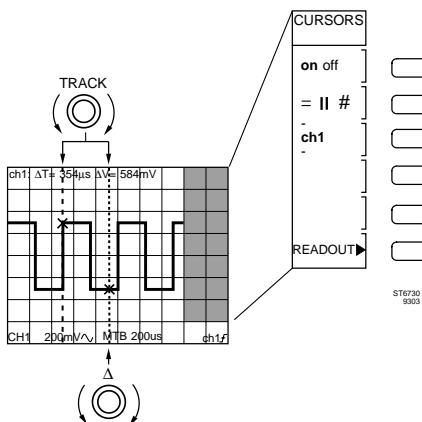 CURSORS
on off
= II #
-
ch1
-
READOUT▶
TRACK
ch1: ΔT= 354µs ΔV= 584mV
CH1 200mV∿ MTB 200us ch1
Δ
ST6730
9303